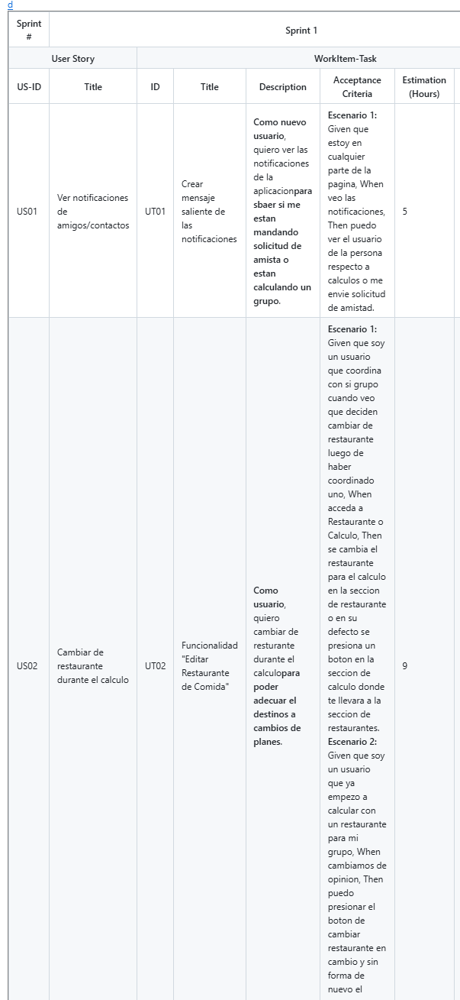 d
Sprint
#
Sprint 1
User Story
WorkItem-Task
US-ID
Title
ID
Title
Description
Acceptance
Criteria
Estimation
(Hours)
US01
Ver notificaciones
de
amigos/contactos
UT01
Crear
mensaje
saliente de
las
notificaciones
Como nuevo
usuario,
quiero ver las
notificaciones
de la
aplicacionpara
sbaer si me
estan
mandando
solicitud de
amista o
estan
calculando un
grupo.
Escenario 1:
Given que
estoy en
cualquier
parte de la
pagina, When
veo las
notificaciones,
Then puedo
ver el usuario
de la persona
respecto a
calculos o me
envie solicitud
de amistad.
5
US02
Cambiar de
restaurante
durante el calculo
UT02
Funcionalidad
"Editar
Restaurante
de Comida"
Como
usuario,
quiero
cambiar de
resturante
durante el
calculopara
poder
adecuar el
destinos a
cambios de
planes.
Escenario 1:
Given que soy
un usuario
que coordina
con si grupo
cuando veo
que deciden
cambiar de
restaurante
luego de
haber
coordinado
uno, When
acceda a
Restaurante o
Calculo, Then
se cambia el
restaurante
para el calculo
en la seccion
de restaurante
o en su
defecto se
presiona un
boton en la
seccion de
calculo donde
te llevara a la
seccion de
restaurantes.
Escenario 2:
Given que soy
un usuario
que ya
empezo a
calcular con
un restaurante
para mi
grupo, When
cambiamos de
opinion, Then
puedo
presionar el
boton de
cambiar
restaurante en
cambio y sin
forma de
nuevo el
9